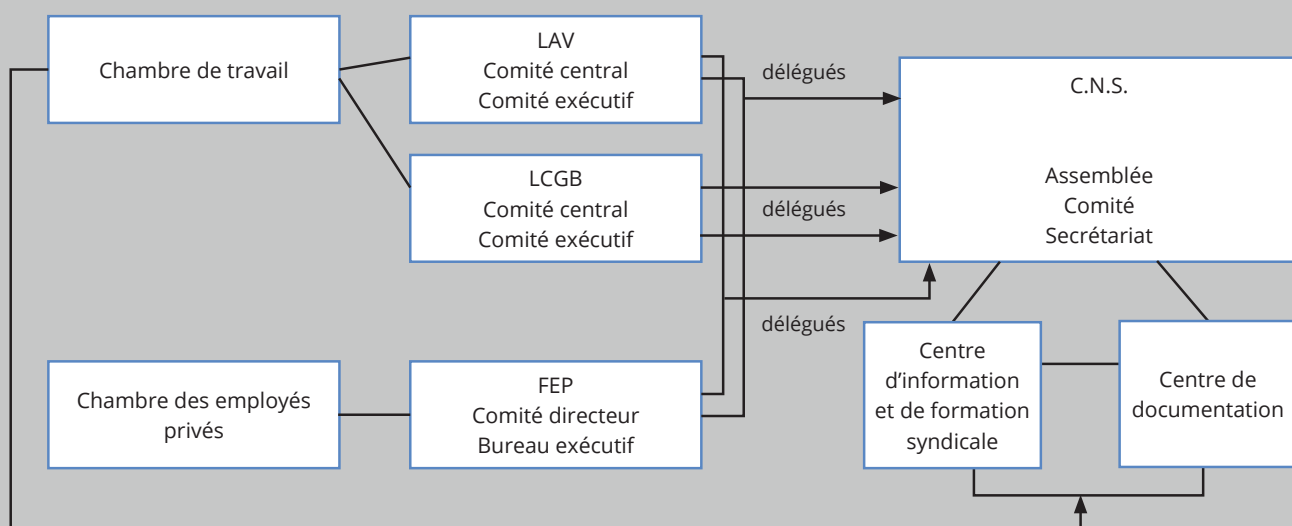 Chambre de travail
LAV
Comité central
Comité exécutif
délégués
C.N.S.
Assemblée
Comité
Secrétariat
LCGB
Comité central
Comité exécutif
délégués
délégués
Chambre des employés
privés
FEP
Comité directeur
Bureau exécutif
Centre
d'information
et de formation
syndicale
Centre de
documentation